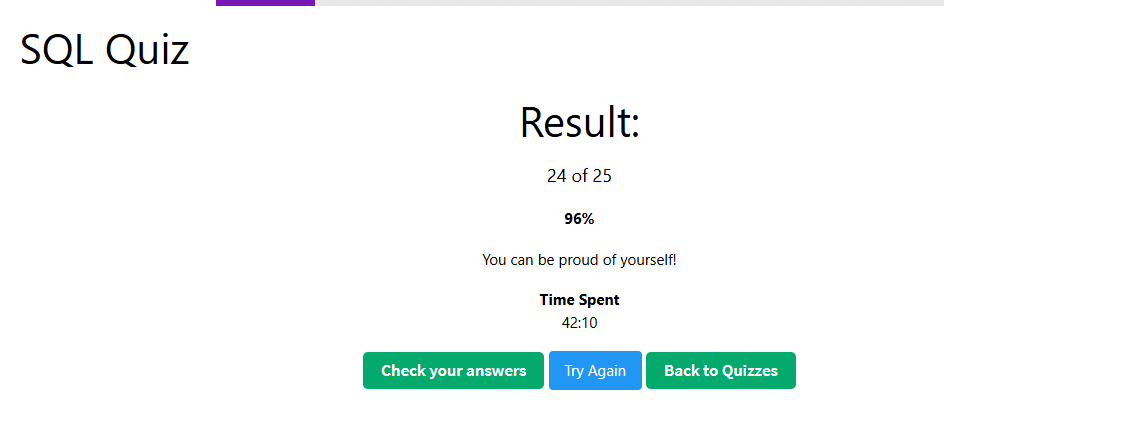 SQL Quiz
Result:
24 of 25
96%
You can be proud of yourself!
Time Spent
42:10
Check your answers Try Again Back to Quizzes